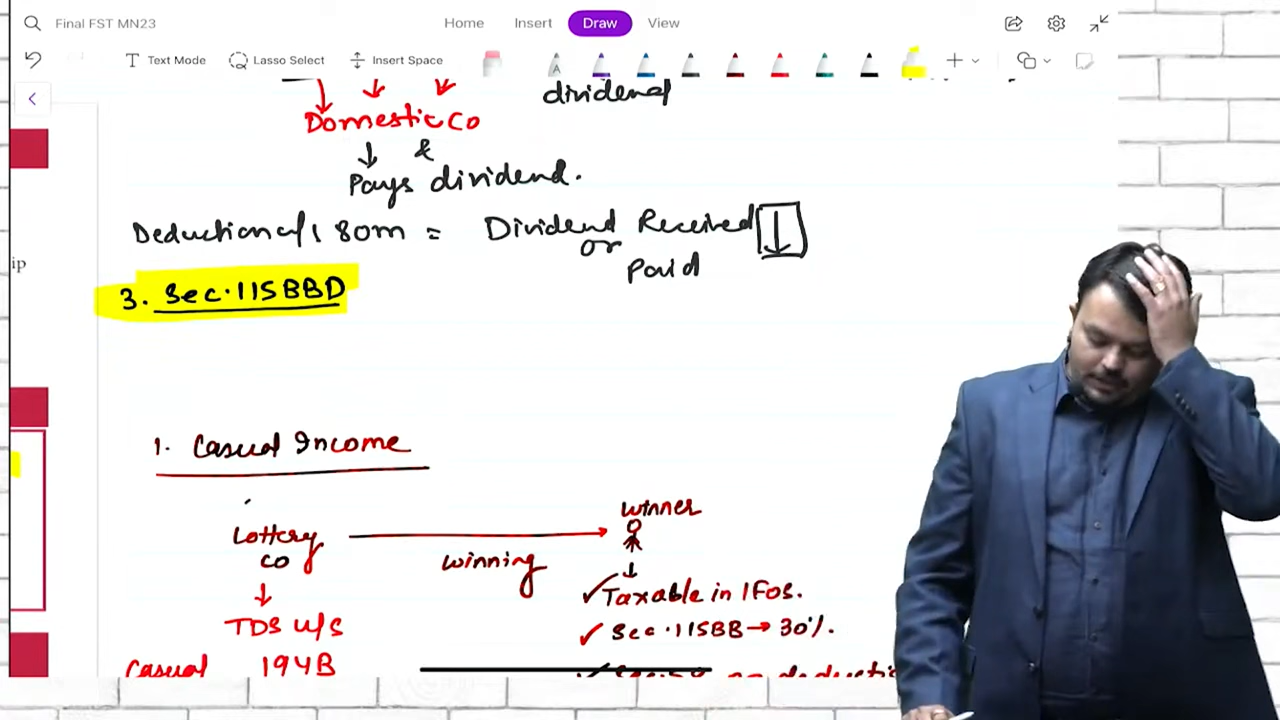 Final FST MN23
Home Insert Draw View
Text Mode Lasso Select Insert Space
dividend
Domestic Co
&
Pays dividend.
Deduction u/s 80M = Dividend Received
or
Paid
ip
3. Sec.115BBD
1. Casual Income
winner
Lottery
co
winning
Taxable in IFOS.
TDS u/s
Sec.115BB → 30%.
Casual 194B